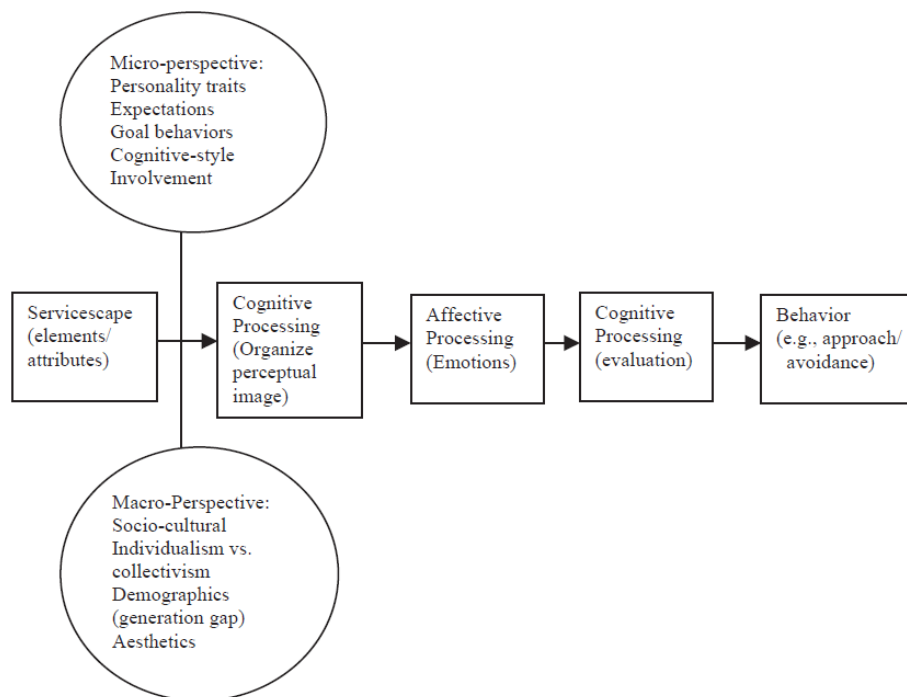 Micro-perspective:
Personality traits
Expectations
Goal behaviors
Cognitive-style
Involvement
Servicescape
(elements/
attributes)
Cognitive
Processing
(Organize
perceptual
image)
Affective
Processing
(Emotions)
Cognitive
Processing
(evaluation)
Behavior
(e.g., approach/
avoidance)
Macro-Perspective:
Socio-cultural
Individualism vs.
collectivism
Demographics
(generation gap)
Aesthetics